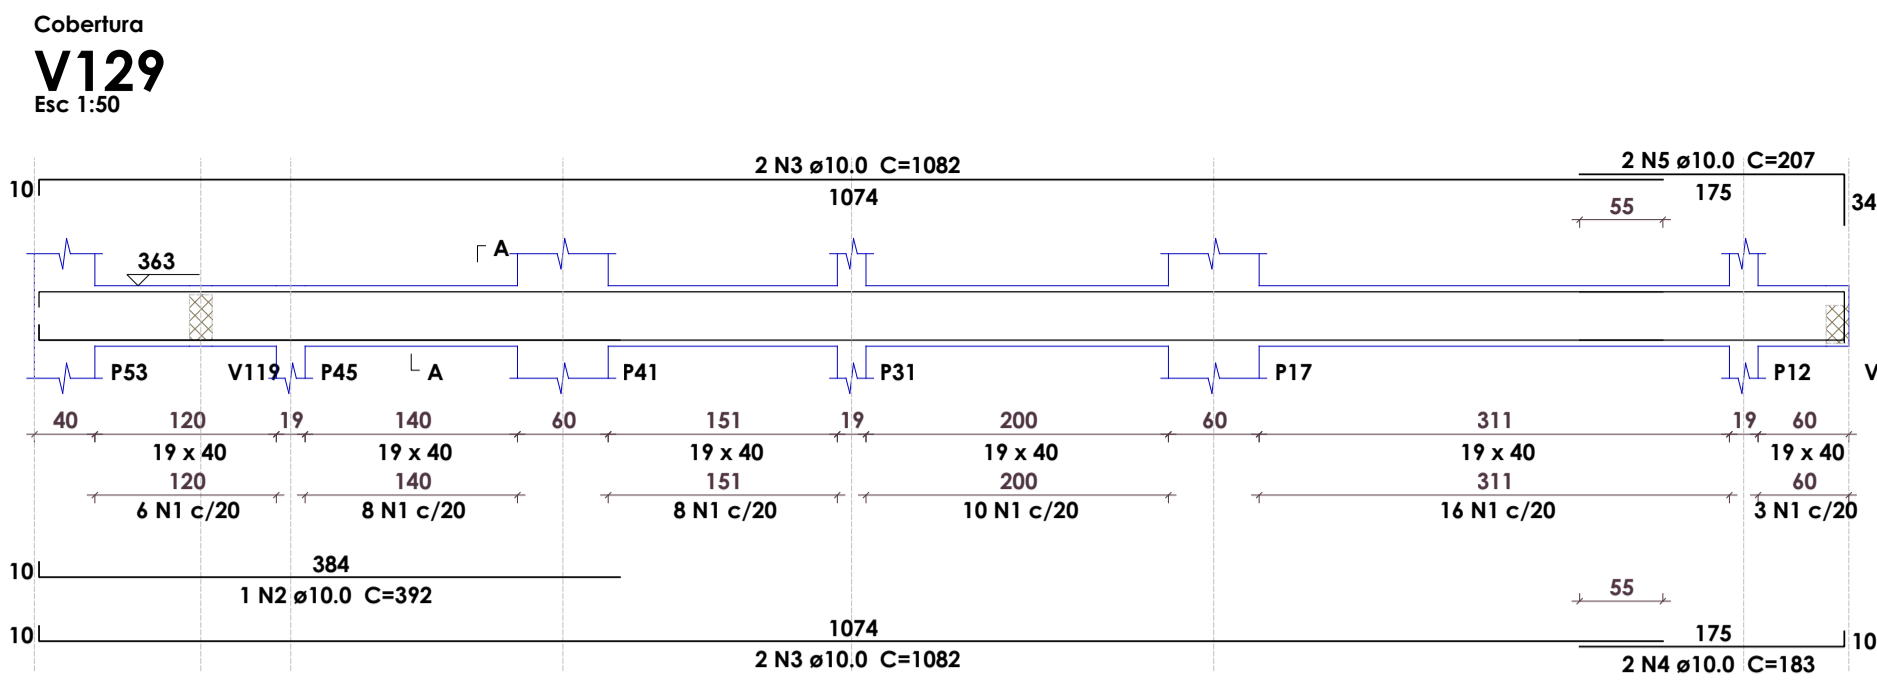 Cobertura
V129
Esc 1:50
2 N3 ø10.0 C=1082
2 N5 ø10.0 C=207
10
1074
175
34
55
363
A
P53
V119
P45
A
P41
P31
P17
P12
V
40 120 19 140 60 151 19 200 60 311 19 60
19 x 40 19 x 40 19 x 40 19 x 40 19 x 40 19 x 40
120 140 151 200 311 60
6 N1 c/20 8 N1 c/20 8 N1 c/20 10 N1 c/20 16 N1 c/20 3 N1 c/20
10
384
1 N2 ø10.0 C=392
55
10
1074
175
10
2 N3 ø10.0 C=1082
2 N4 ø10.0 C=183